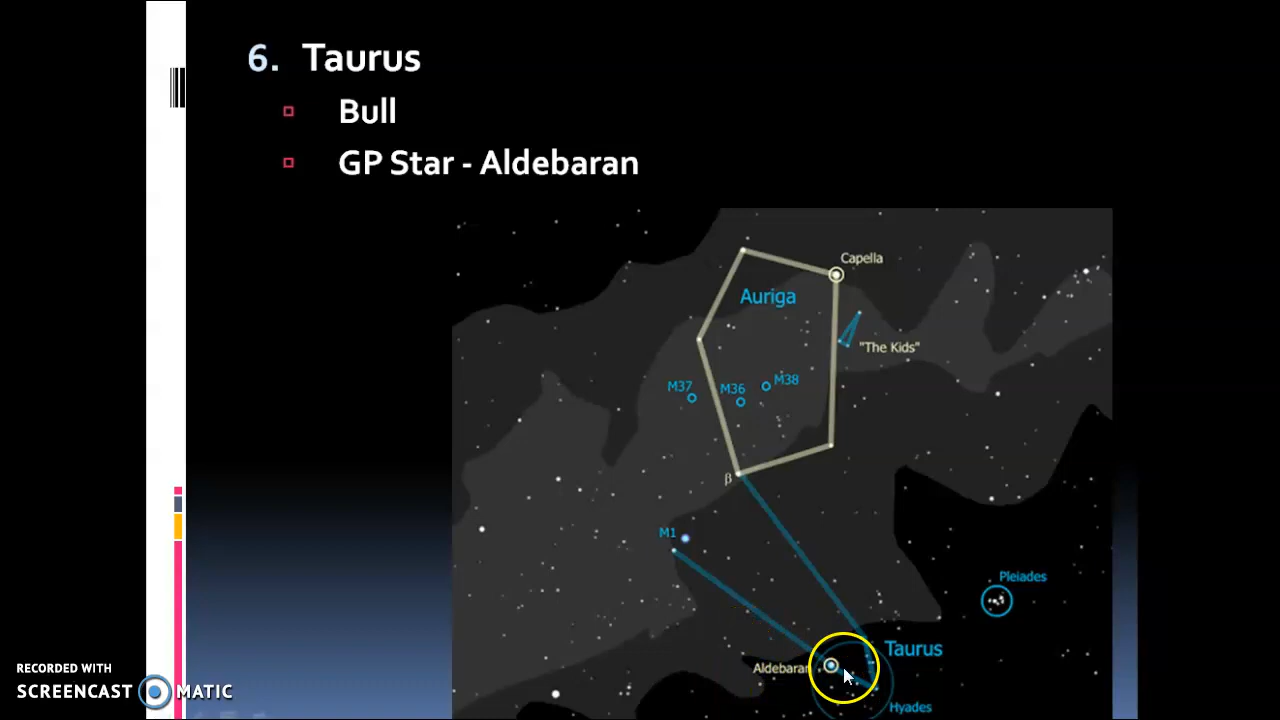 6. Taurus
Bull
GP Star - Aldebaran
Capella
Auriga
"The Kids"
M38
M37
M36
β
M1
Pleiades
Taurus
Aldebaran
Hyades
RECORDED WITH
SCREENCAST MATIC